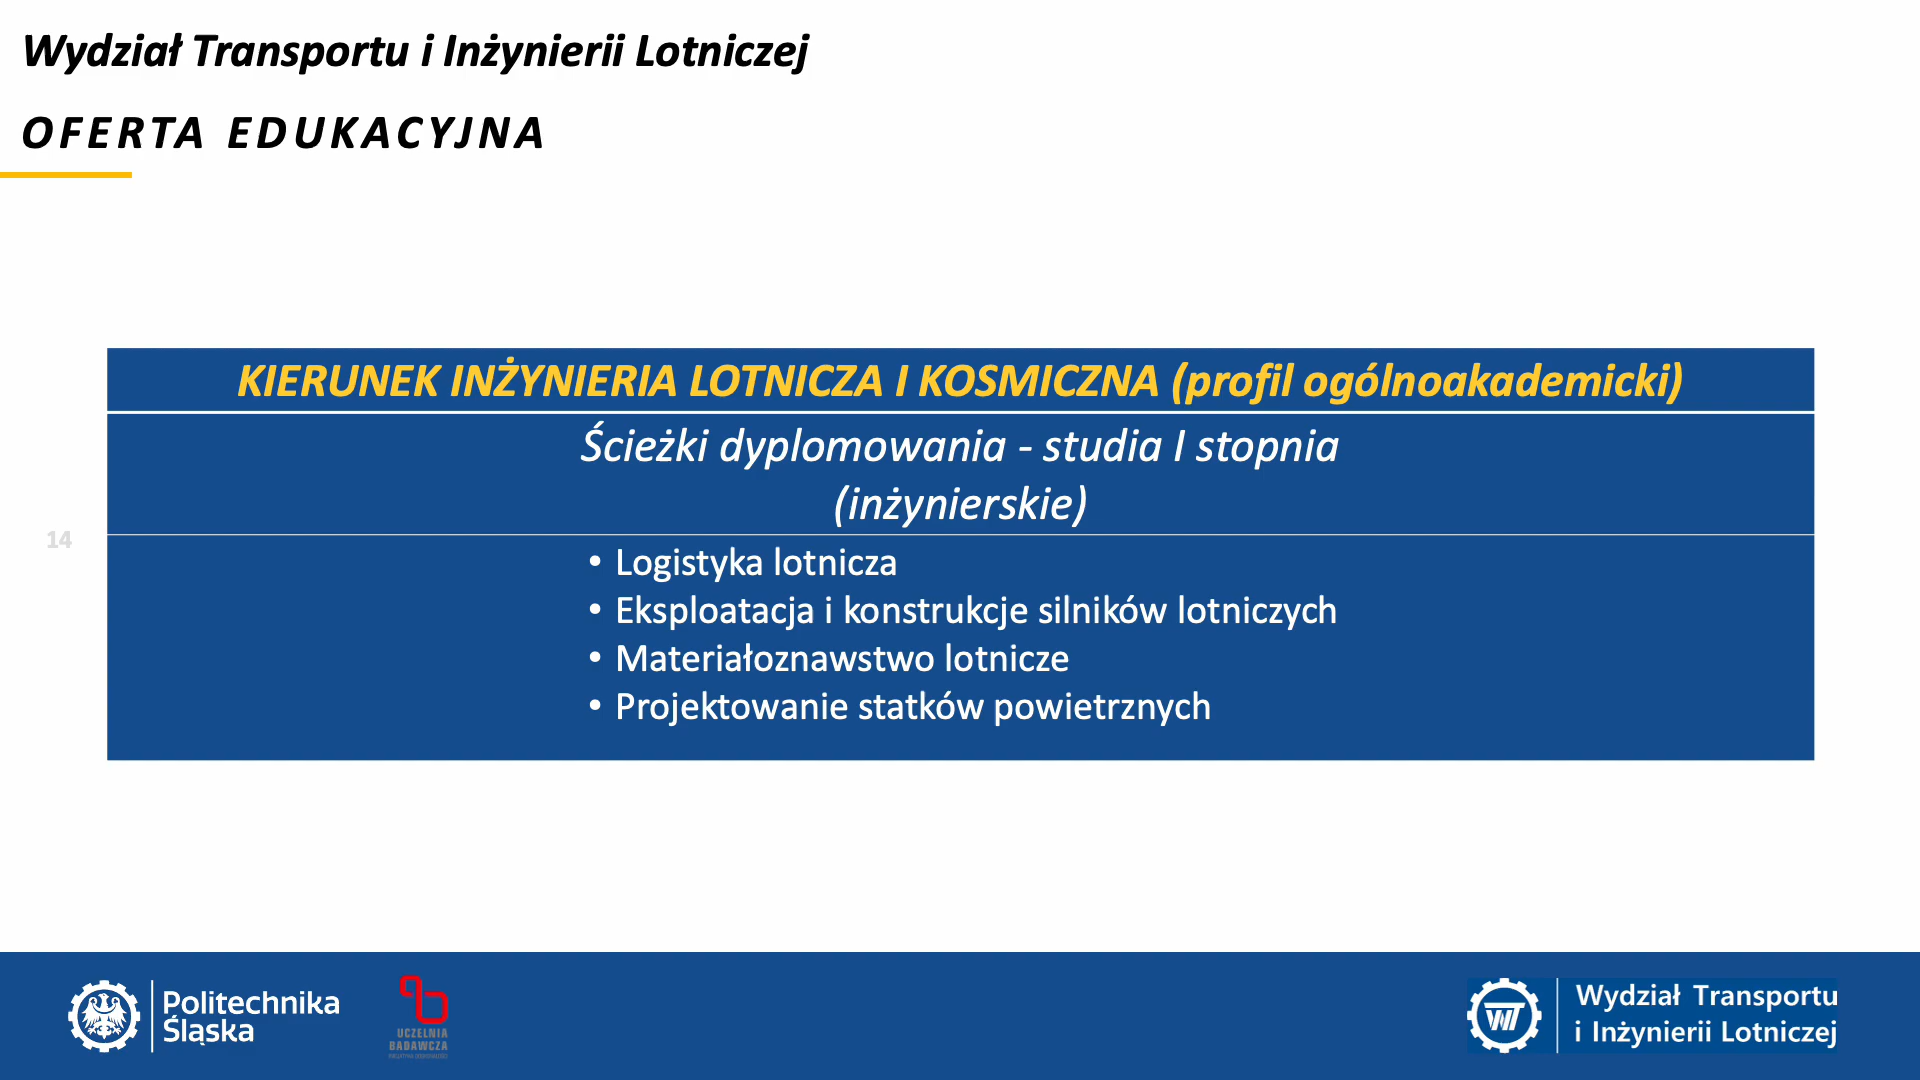 Wydział Transportu i Inżynierii Lotniczej
OFERTA EDUKACYJNA
KIERUNEK INŻYNIERIA LOTNICZA I KOSMICZNA (profil ogólnoakademicki)
Ścieżki dyplomowania - studia I stopnia
(inżynierskie)
• Logistyka lotnicza
• Eksploatacja i konstrukcje silników lotniczych
• Materiałoznawstwo lotnicze
• Projektowanie statków powietrznych
14
Politechnika
Śląska
UCZELNIA
BADAWCZA
Wydział Transportu
i Inżynierii Lotniczej